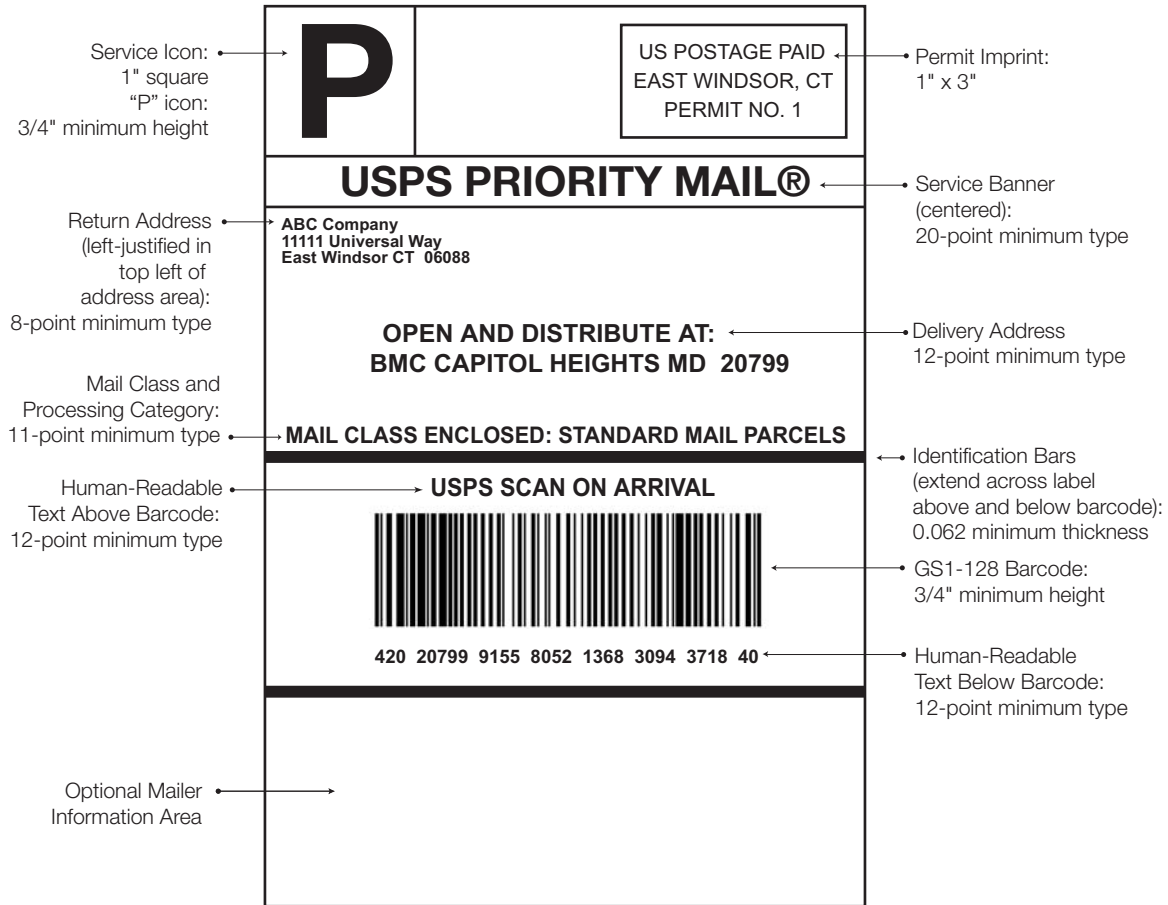 Service Icon:
1" square
“P” icon:
3/4" minimum height
P
US POSTAGE PAID
EAST WINDSOR, CT
PERMIT NO. 1
Permit Imprint:
1" x 3"
USPS PRIORITY MAIL®
Service Banner
(centered):
20-point minimum type
Return Address
(left-justified in
top left of
address area):
8-point minimum type
ABC Company
11111 Universal Way
East Windsor CT 06088
OPEN AND DISTRIBUTE AT:
BMC CAPITOL HEIGHTS MD 20799
Delivery Address
12-point minimum type
Mail Class and
Processing Category:
11-point minimum type
MAIL CLASS ENCLOSED: STANDARD MAIL PARCELS
Identification Bars
(extend across label
above and below barcode):
0.062 minimum thickness
Human-Readable
Text Above Barcode:
12-point minimum type
USPS SCAN ON ARRIVAL
GS1-128 Barcode:
3/4" minimum height
420 20799 9155 8052 1368 3094 3718 40
Human-Readable
Text Below Barcode:
12-point minimum type
Optional Mailer
Information Area